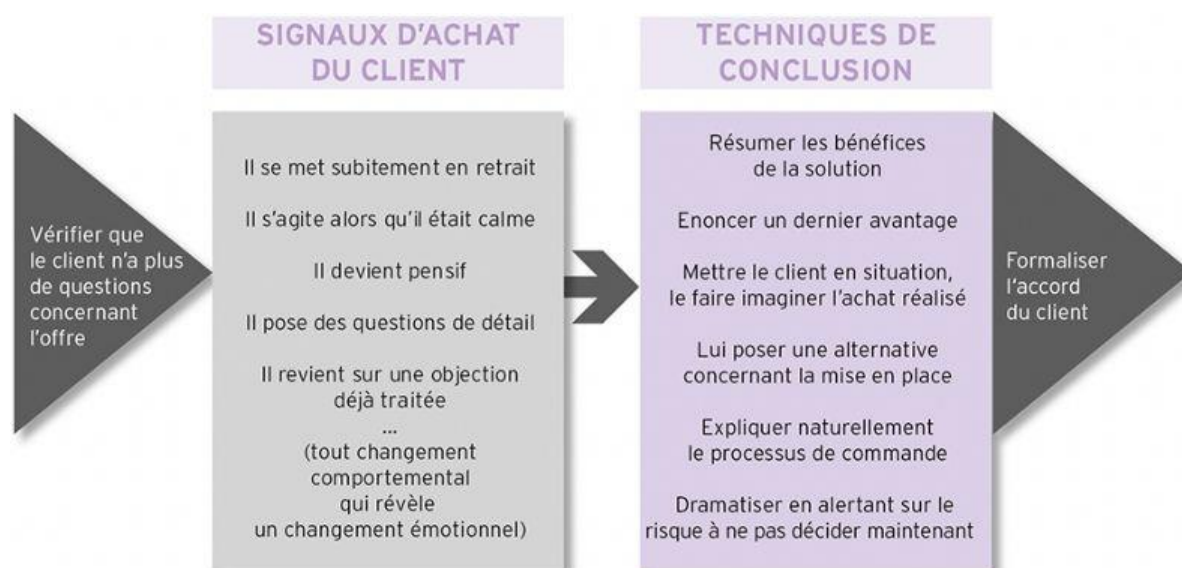 SIGNAUX D'ACHAT
DU CLIENT
TECHNIQUES DE
CONCLUSION
Vérifier que
le client n'a plus
de questions
concernant
l'offre
Il se met subitement en retrait
Il s'agite alors qu'il était calme
Il devient pensif
Il pose des questions de détail
Il revient sur une objection
déjà traitée
...
(tout changement
comportemental
qui révèle
un changement émotionnel)
Résumer les bénéfices
de la solution
Enoncer un dernier avantage
Mettre le client en situation,
le faire imaginer l'achat réalisé
Lui poser une alternative
concernant la mise en place
Expliquer naturellement
le processus de commande
Dramatiser en alertant sur le
risque à ne pas décider maintenant
Formaliser
l'accord
du client